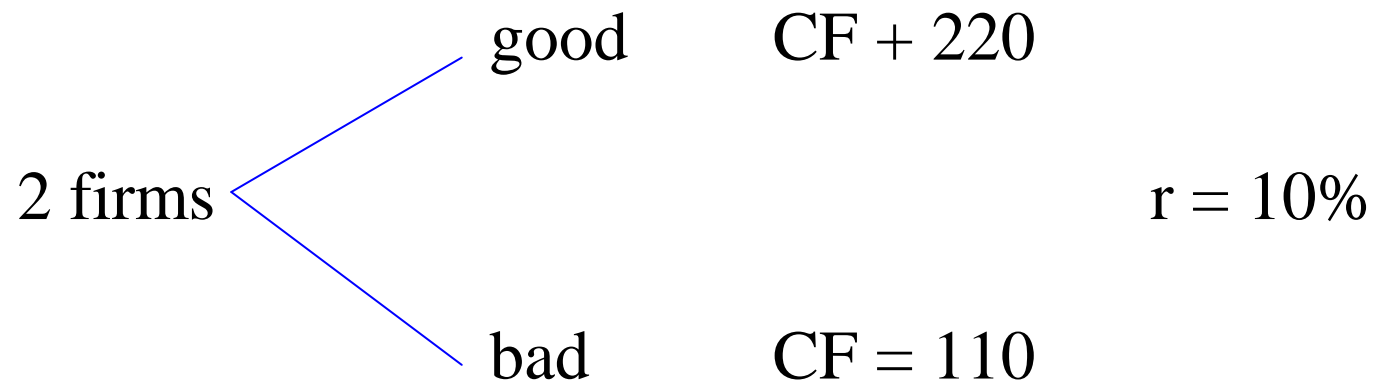 good CF + 220
2 firms r = 10%
bad CF = 110